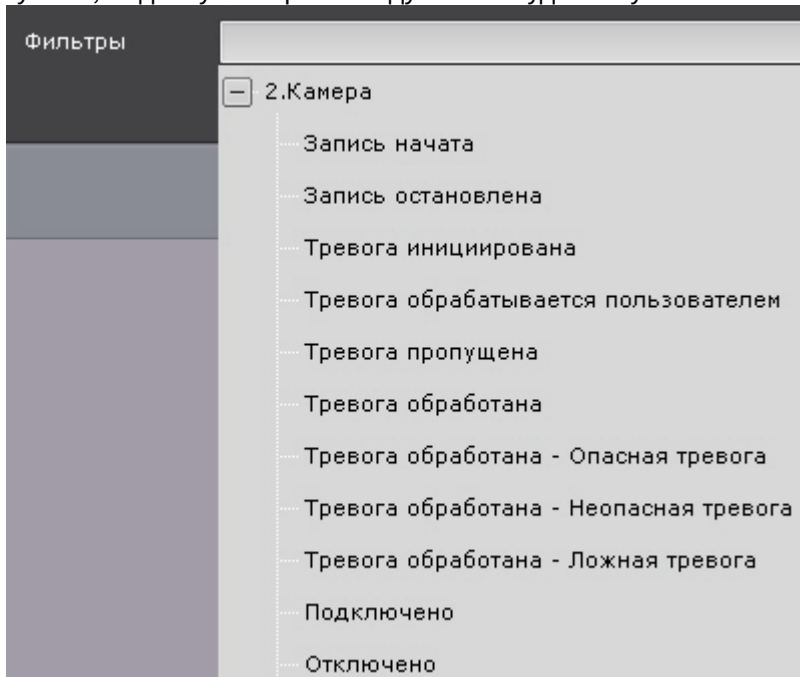 Фильтры
2.Камера
Запись начата
Запись остановлена
Тревога инициирована
Тревога обрабатывается пользователем
Тревога пропущена
Тревога обработана
Тревога обработана - Опасная тревога
Тревога обработана - Неопасная тревога
Тревога обработана - Ложная тревога
Подключено
Отключено